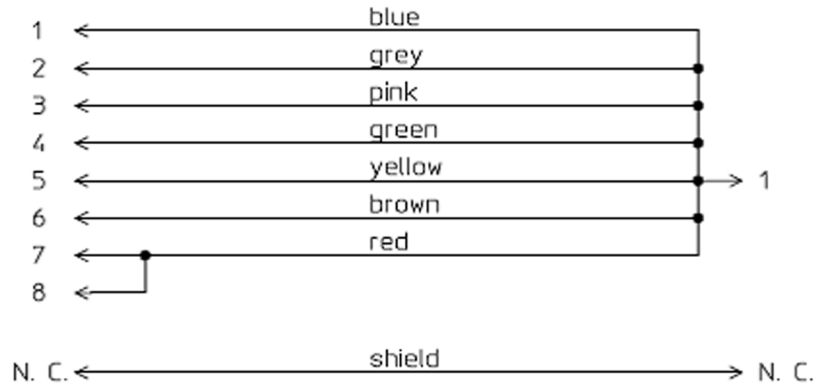 blue
1
grey
2
pink
3
green
4
yellow
5 1
brown
6
red
7
8
shield
N. C. N. C.